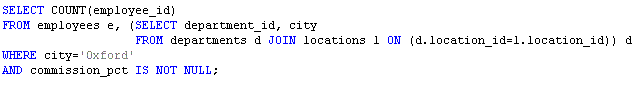 SELECT COUNT(employee_id)
FROM employees e, (SELECT department_id, city
FROM departments d JOIN locations l ON (d.location_id=l.location_id)) d
WHERE city='Oxford'
AND commission_pct IS NOT NULL;